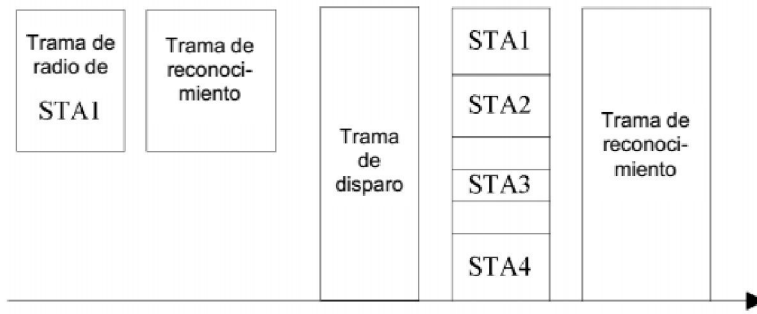 Trama de
radio de
STA1
Trama de
reconoci-
miento
Trama
de
disparo
STA1
STA2
STA3
STA4
Trama de
reconoci-
miento